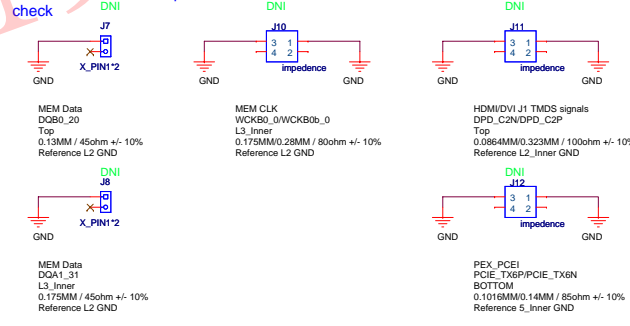 check
DNI
J7
X_PIN1*2
GND
MEM Data
DQB0_20
Top
0.13MM / 45ohm +/- 10%
Reference L2 GND
DNI
J10
3 1
4 2
impedence
GND
GND
MEM CLK
WCKB0_0/WCKB0b_0
L3_Inner
0.175MM/0.28MM / 80ohm +/- 10%
Reference L2 GND
DNI
J11
3 1
4 2
impedence
GND
GND
HDMI/DVI J1 TMDS signals
DPD_C2N/DPD_C2P
Top
0.0864MM/0.323MM / 100ohm +/- 10%
Reference L2_Inner GND
DNI
J8
X_PIN1*2
GND
MEM Data
DQA1_31
L3_Inner
0.175MM / 45ohm +/- 10%
Reference L2 GND
DNI
J12
3 1
4 2
impedence
GND
GND
PEX_PCEI
PCIE_TX6P/PCIE_TX6N
BOTTOM
0.1016MM/0.14MM / 85ohm +/- 10%
Reference 5_Inner GND